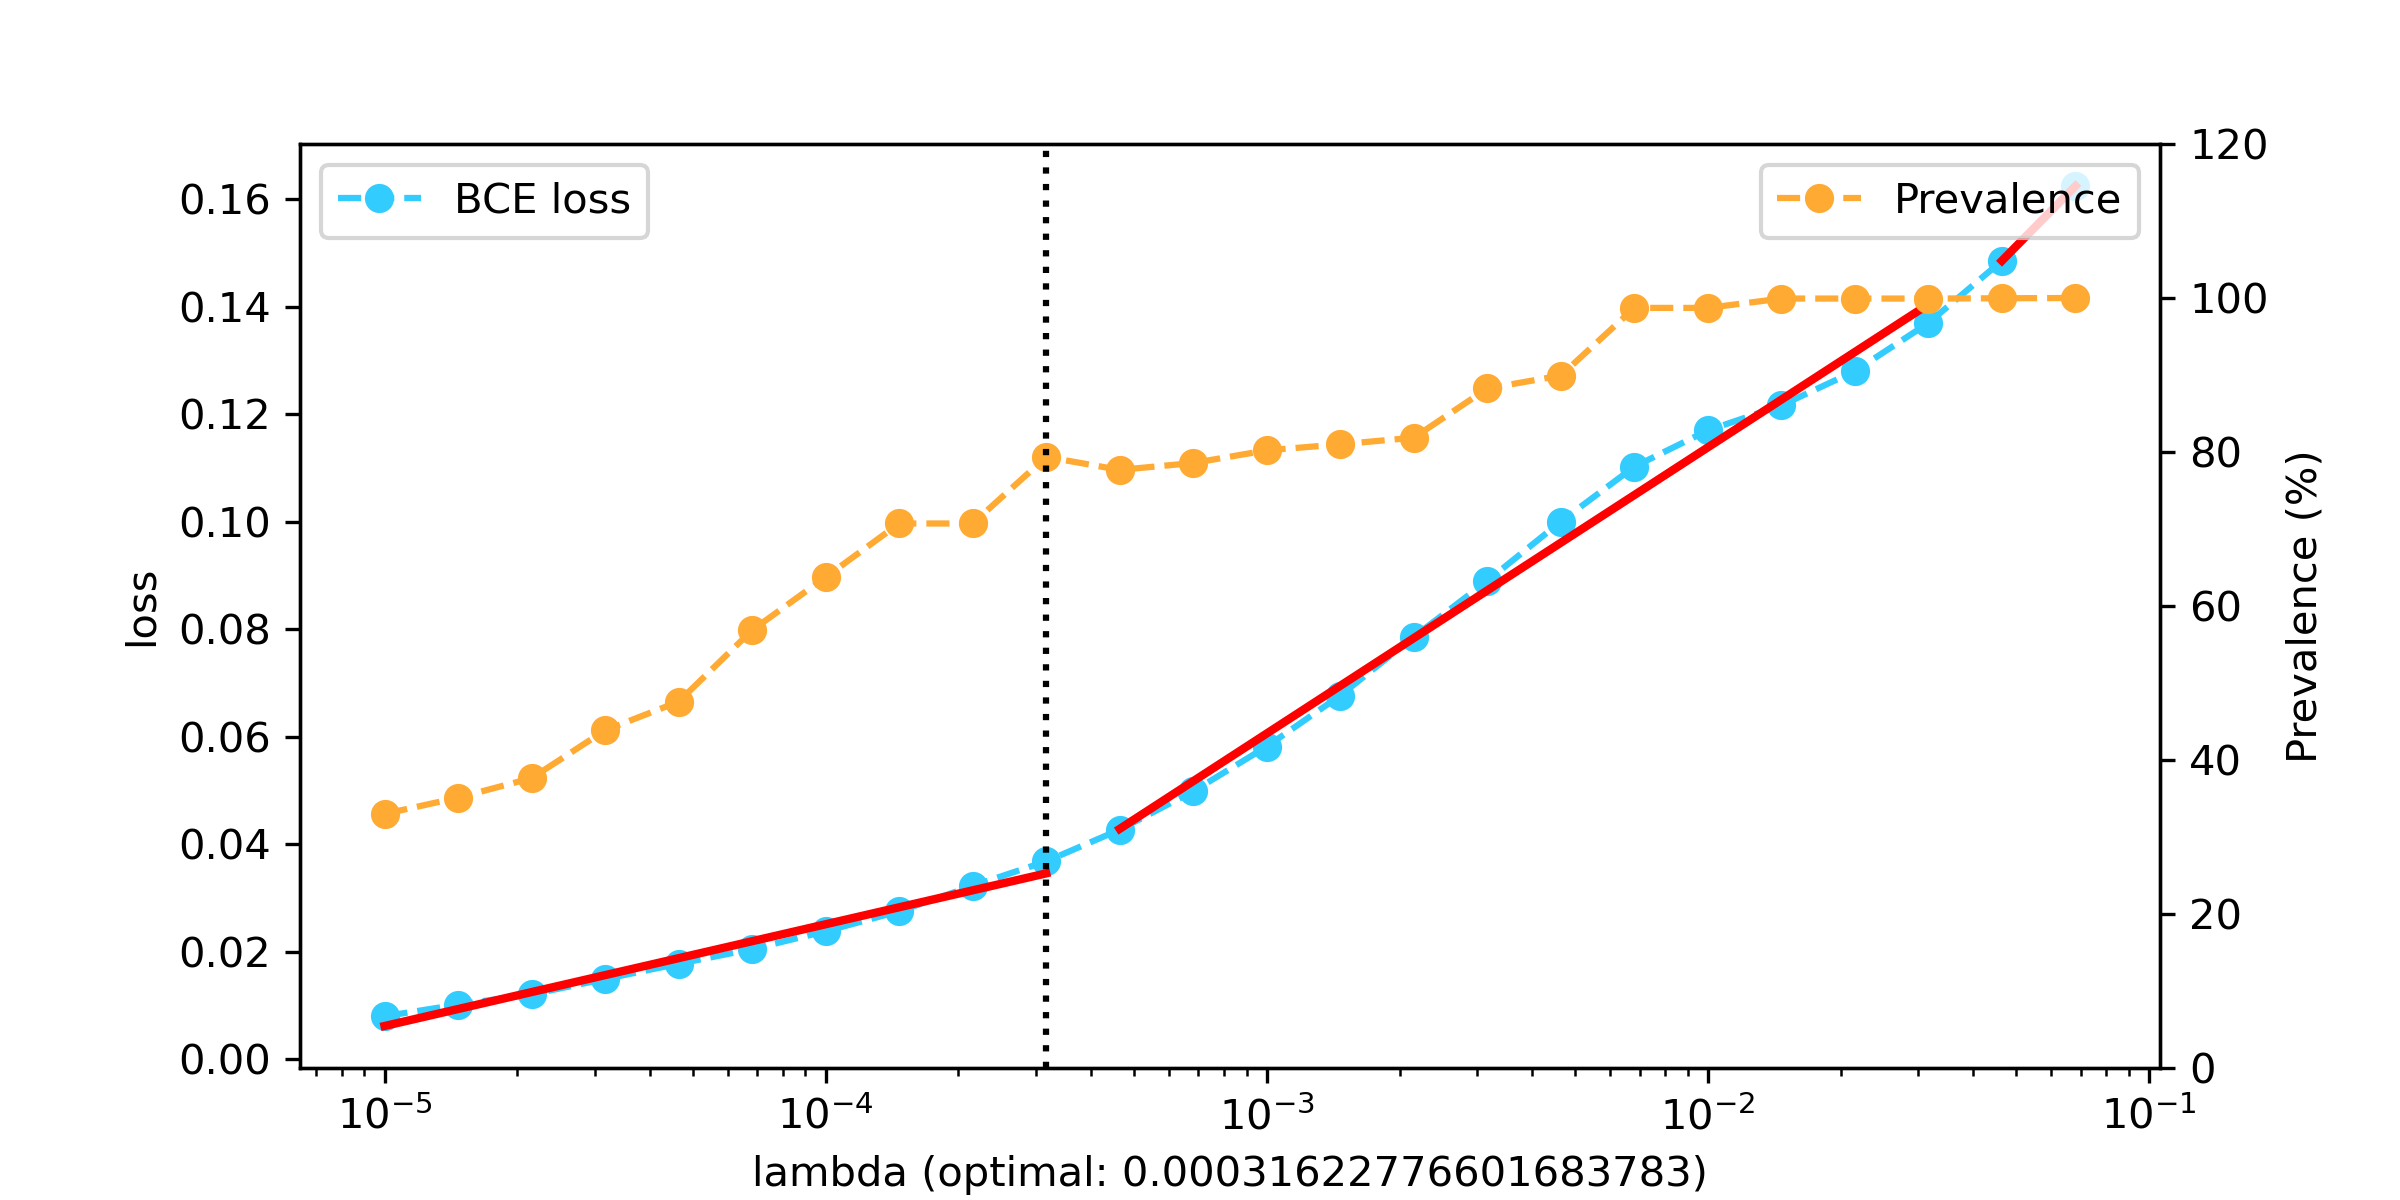 BCE loss
Prevalence
0.16
0.14
0.12
0.10
0.08
0.06
0.04
0.02
0.00
loss
120
100
80
60
40
20
0
Prevalence (%)
10⁻⁵ 10⁻⁴ 10⁻³ 10⁻² 10⁻¹
lambda (optimal: 0.00031622776601683783)